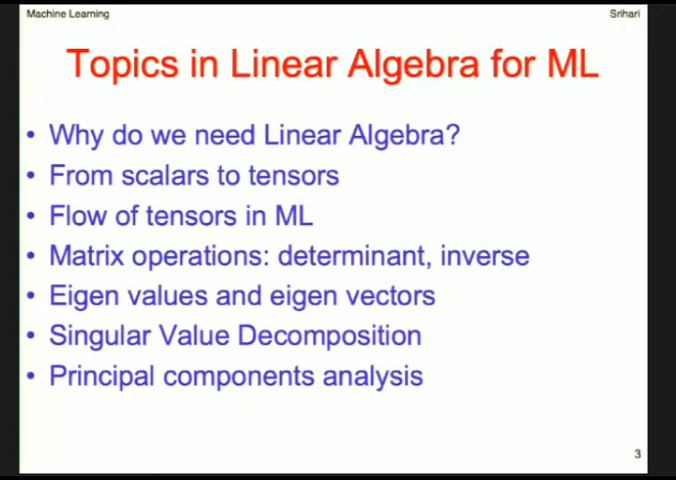 Machine Learning
Srihari
Topics in Linear Algebra for ML
• Why do we need Linear Algebra?
• From scalars to tensors
• Flow of tensors in ML
• Matrix operations: determinant, inverse
• Eigen values and eigen vectors
• Singular Value Decomposition
• Principal components analysis
3